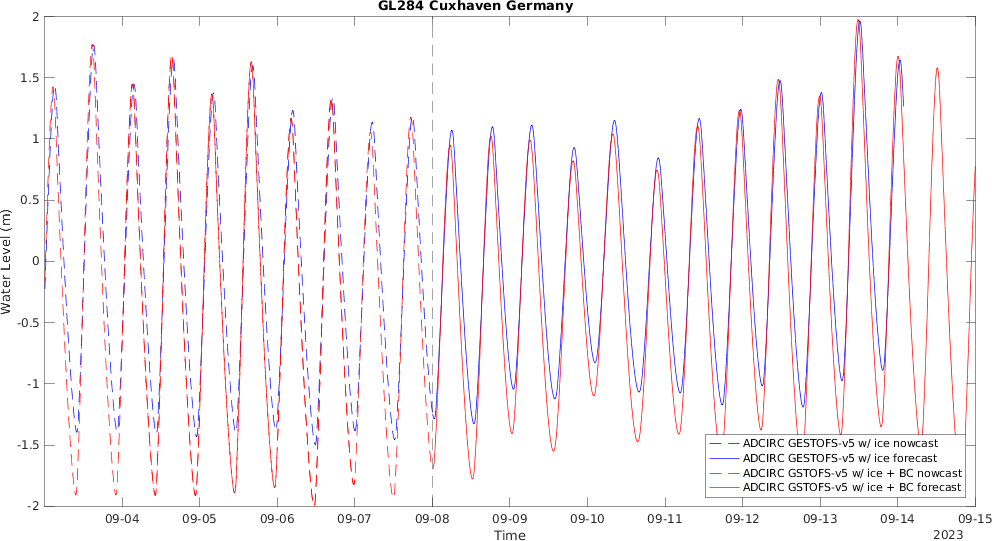 GL284 Cuxhaven Germany
2
1.5
1
0.5
0
-0.5
-1
-1.5
-2
Water Level (m)
ADCIRC GESTOFS-v5 w/ ice nowcast
ADCIRC GESTOFS-v5 w/ ice forecast
ADCIRC GSTOFS-v5 w/ ice + BC nowcast
ADCIRC GSTOFS-v5 w/ ice + BC forecast
09-04 09-05 09-06 09-07 09-08 09-09 09-10 09-11 09-12 09-13 09-14 09-15
Time
2023